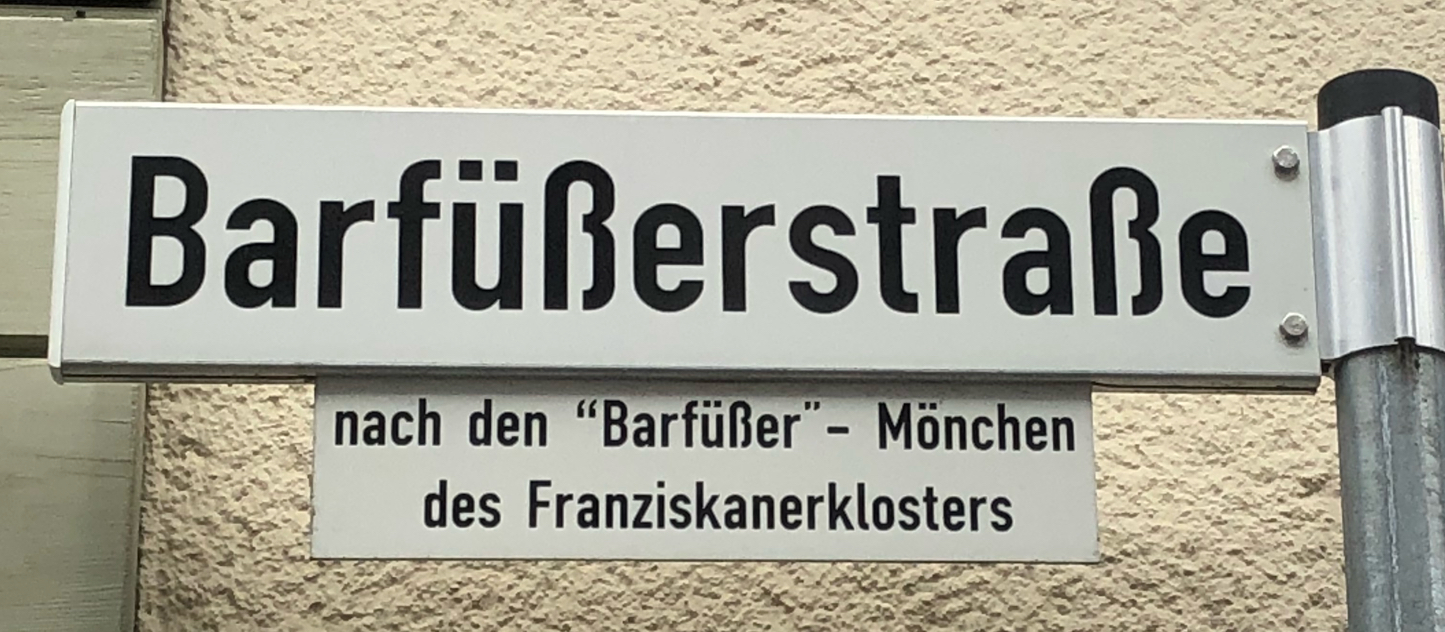 Barfüßerstraße
nach den “Barfüßer”- Mönchen
des Franziskanerklosters